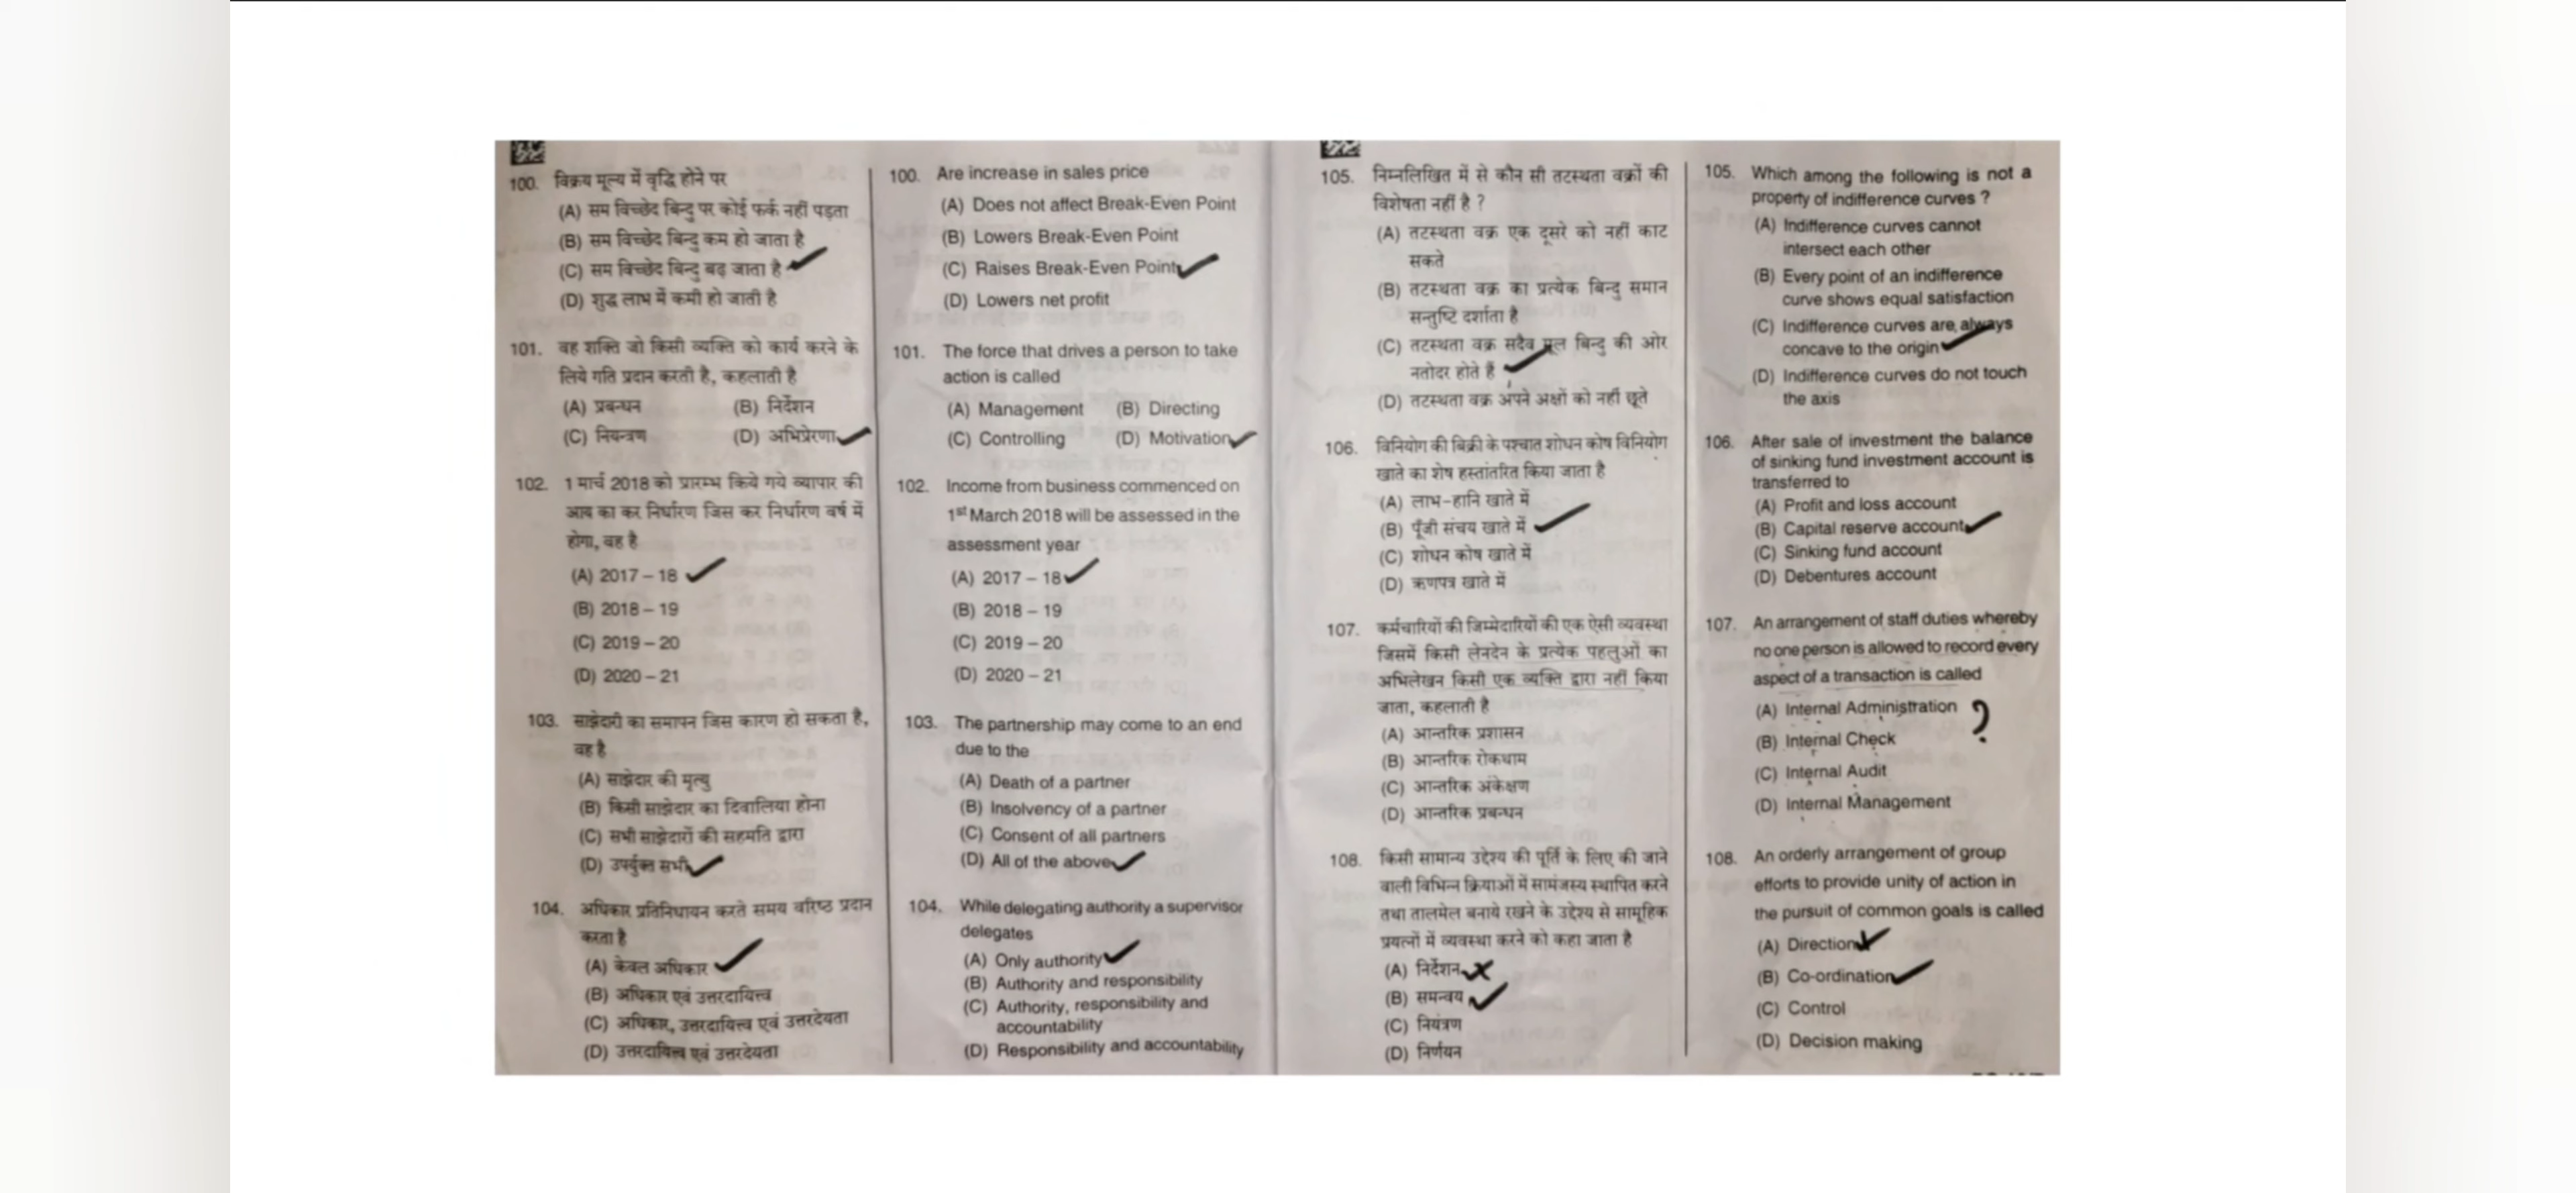 100. विक्रय मूल्य में वृद्धि होने पर
(A) सम विच्छेद बिन्दु पर कोई फर्क नहीं पड़ता
(B) सम विच्छेद बिन्दु कम हो जाता है
(C) सम विच्छेद बिन्दु बढ़ जाता है
(D) शुद्ध लाभ में कमी हो जाती है
101. वह शक्ति जो किसी व्यक्ति को कार्य करने के
लिये गति प्रदान करती है, कहलाती है
(A) प्रबन्धन (B) निर्देशन
(C) नियन्त्रण (D) अभिप्रेरणा
102. 1 मार्च 2018 को प्रारम्भ किये गये व्यापार की
आय का कर निर्धारण जिस कर निर्धारण वर्ष में
होगा, वह है
(A) 2017 – 18
(B) 2018 – 19
(C) 2019 – 20
(D) 2020 – 21
103. साझेदारी का समापन जिस कारण हो सकता है,
वह है
(A) साझेदार की मृत्यु
(B) किसी साझेदार का दिवालिया होना
(C) सभी साझेदारों की सहमति द्वारा
(D) उपर्युक्त सभी
104. अधिकार प्रतिनिधायन करते समय वरिष्ठ प्रदान
करता है
(A) केवल अधिकार
(B) अधिकार एवं उत्तरदायित्त्व
(C) अधिकार, उत्तरदायित्त्व एवं उत्तरदेयता
(D) उत्तरदायित्त्व एवं उत्तरदेयता
100. Are increase in sales price
(A) Does not affect Break-Even Point
(B) Lowers Break-Even Point
(C) Raises Break-Even Point
(D) Lowers net profit
101. The force that drives a person to take
action is called
(A) Management (B) Directing
(C) Controlling (D) Motivation
102. Income from business commenced on
1st March 2018 will be assessed in the
assessment year
(A) 2017 – 18
(B) 2018 – 19
(C) 2019 – 20
(D) 2020 – 21
103. The partnership may come to an end
due to the
(A) Death of a partner
(B) Insolvency of a partner
(C) Consent of all partners
(D) All of the above
104. While delegating authority a supervisor
delegates
(A) Only authority
(B) Authority and responsibility
(C) Authority, responsibility and
accountability
(D) Responsibility and accountability
105. निम्नलिखित में से कौन सी तटस्थता वक्रों की
विशेषता नहीं है ?
(A) तटस्थता वक्र एक दूसरे को नहीं काट
सकते
(B) तटस्थता वक्र का प्रत्येक बिन्दु समान
सन्तुष्टि दर्शाता है
(C) तटस्थता वक्र सदैव मूल बिन्दु की ओर
नतोदर होते हैं
(D) तटस्थता वक्र अपने अक्षों को नहीं छूते
106. विनियोग की बिक्री के पश्चात शोधन कोष विनियोग
खाते का शेष हस्तांतरित किया जाता है
(A) लाभ-हानि खाते में
(B) पूँजी संचय खाते में
(C) शोधन कोष खाते में
(D) ऋणपत्र खाते में
107. कर्मचारियों की जिम्मेदारियों की एक ऐसी व्यवस्था
जिसमें किसी लेनदेन के प्रत्येक पहलुओं का
अभिलेखन किसी एक व्यक्ति द्वारा नहीं किया
जाता, कहलाती है
(A) आन्तरिक प्रशासन
(B) आन्तरिक रोकथाम
(C) आन्तरिक अंकेक्षण
(D) आन्तरिक प्रबन्धन
108. किसी सामान्य उद्देश्य की पूर्ति के लिए की जाने
वाली विभिन्न क्रियाओं में सामंजस्य स्थापित करने
तथा तालमेल बनाये रखने के उद्देश्य से सामूहिक
प्रयत्नों में व्यवस्था करने को कहा जाता है
(A) निर्देशन
(B) समन्वय
(C) नियंत्रण
(D) निर्णयन
105. Which among the following is not a
property of indifference curves ?
(A) Indifference curves cannot
intersect each other
(B) Every point of an indifference
curve shows equal satisfaction
(C) Indifference curves are always
concave to the origin
(D) Indifference curves do not touch
the axis
106. After sale of investment the balance
of sinking fund investment account is
transferred to
(A) Profit and loss account
(B) Capital reserve account
(C) Sinking fund account
(D) Debentures account
107. An arrangement of staff duties whereby
no one person is allowed to record every
aspect of a transaction is called
(A) Internal Administration ?
(B) Internal Check
(C) Internal Audit
(D) Internal Management
108. An orderly arrangement of group
efforts to provide unity of action in
the pursuit of common goals is called
(A) Direction
(B) Co-ordination
(C) Control
(D) Decision making